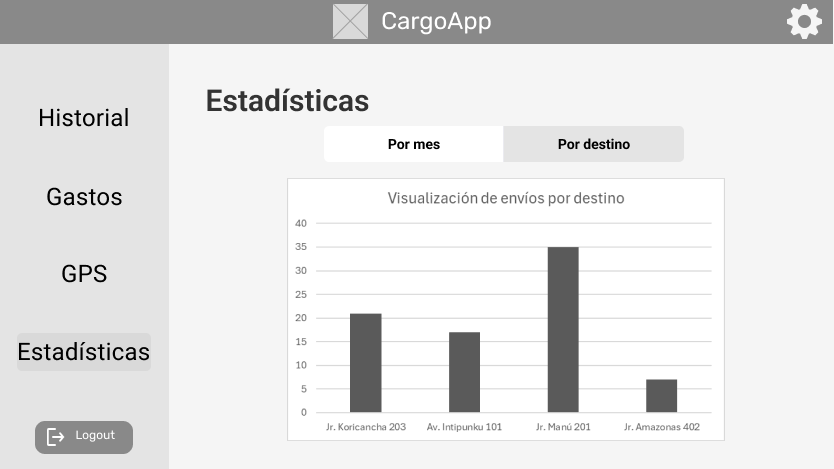 CargoApp
Historial
Gastos
GPS
Estadísticas
Logout
Estadísticas
Por mes
Por destino
Visualización de envíos por destino
40
35
30
25
20
15
10
5
0
Jr. Koricancha 203
Av. Intipunku 101
Jr. Manú 201
Jr. Amazonas 402